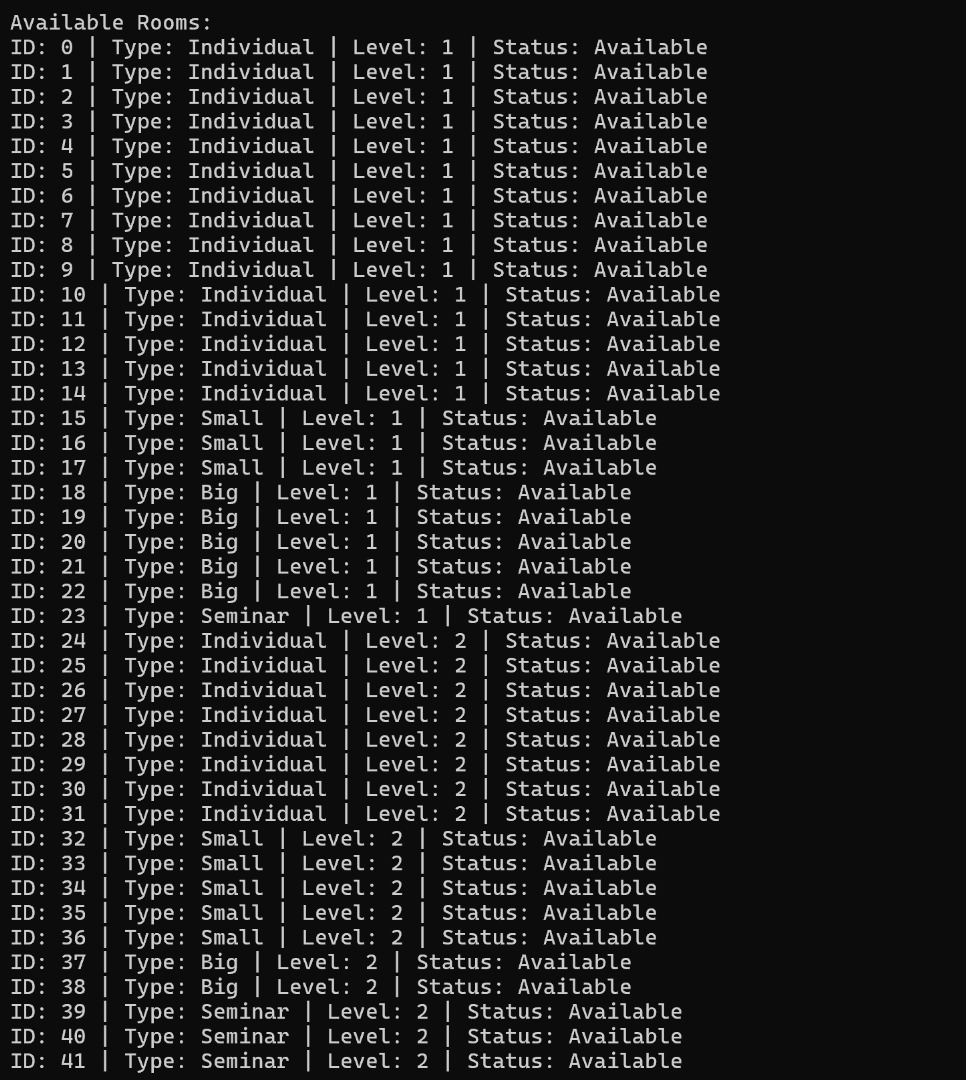 Available Rooms:
ID: 0 | Type: Individual | Level: 1 | Status: Available
ID: 1 | Type: Individual | Level: 1 | Status: Available
ID: 2 | Type: Individual | Level: 1 | Status: Available
ID: 3 | Type: Individual | Level: 1 | Status: Available
ID: 4 | Type: Individual | Level: 1 | Status: Available
ID: 5 | Type: Individual | Level: 1 | Status: Available
ID: 6 | Type: Individual | Level: 1 | Status: Available
ID: 7 | Type: Individual | Level: 1 | Status: Available
ID: 8 | Type: Individual | Level: 1 | Status: Available
ID: 9 | Type: Individual | Level: 1 | Status: Available
ID: 10 | Type: Individual | Level: 1 | Status: Available
ID: 11 | Type: Individual | Level: 1 | Status: Available
ID: 12 | Type: Individual | Level: 1 | Status: Available
ID: 13 | Type: Individual | Level: 1 | Status: Available
ID: 14 | Type: Individual | Level: 1 | Status: Available
ID: 15 | Type: Small | Level: 1 | Status: Available
ID: 16 | Type: Small | Level: 1 | Status: Available
ID: 17 | Type: Small | Level: 1 | Status: Available
ID: 18 | Type: Big | Level: 1 | Status: Available
ID: 19 | Type: Big | Level: 1 | Status: Available
ID: 20 | Type: Big | Level: 1 | Status: Available
ID: 21 | Type: Big | Level: 1 | Status: Available
ID: 22 | Type: Big | Level: 1 | Status: Available
ID: 23 | Type: Seminar | Level: 1 | Status: Available
ID: 24 | Type: Individual | Level: 2 | Status: Available
ID: 25 | Type: Individual | Level: 2 | Status: Available
ID: 26 | Type: Individual | Level: 2 | Status: Available
ID: 27 | Type: Individual | Level: 2 | Status: Available
ID: 28 | Type: Individual | Level: 2 | Status: Available
ID: 29 | Type: Individual | Level: 2 | Status: Available
ID: 30 | Type: Individual | Level: 2 | Status: Available
ID: 31 | Type: Individual | Level: 2 | Status: Available
ID: 32 | Type: Small | Level: 2 | Status: Available
ID: 33 | Type: Small | Level: 2 | Status: Available
ID: 34 | Type: Small | Level: 2 | Status: Available
ID: 35 | Type: Small | Level: 2 | Status: Available
ID: 36 | Type: Small | Level: 2 | Status: Available
ID: 37 | Type: Big | Level: 2 | Status: Available
ID: 38 | Type: Big | Level: 2 | Status: Available
ID: 39 | Type: Seminar | Level: 2 | Status: Available
ID: 40 | Type: Seminar | Level: 2 | Status: Available
ID: 41 | Type: Seminar | Level: 2 | Status: Available